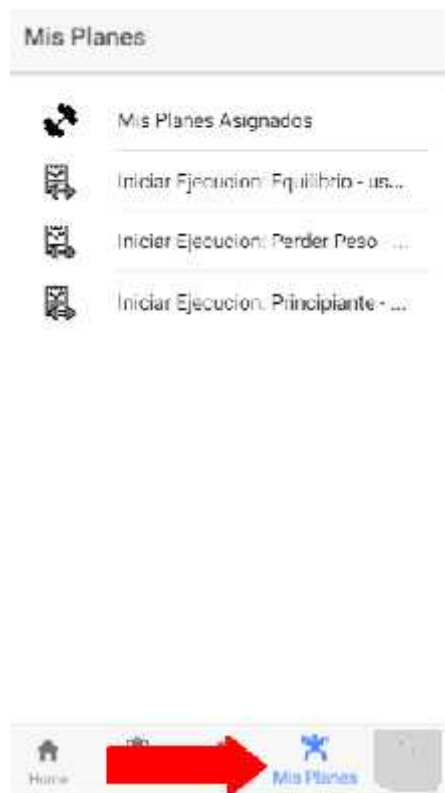 Mis Planes
Mis Planes Asignados
Iniciar Ejecucion: Equilibrio - us...
Iniciar Ejecucion: Perder Peso - ...
Iniciar Ejecucion: Principiante - ...
Home
Mis Planes